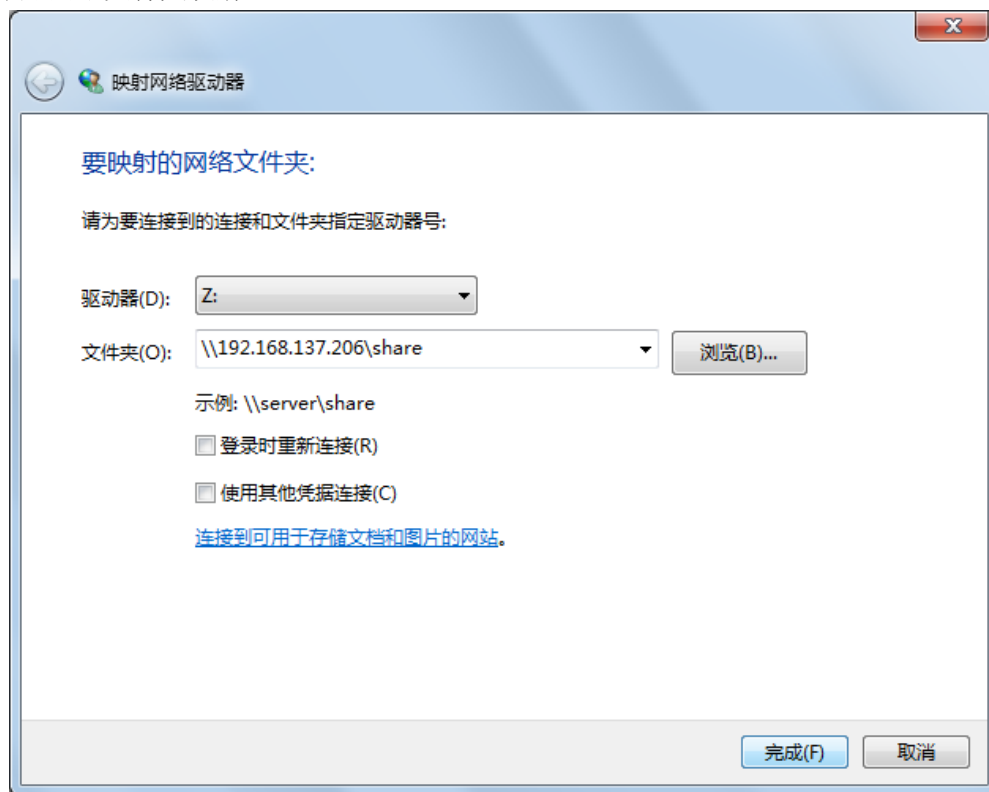 映射网络驱动器
要映射的网络文件夹:
请为要连接到的连接和文件夹指定驱动器号:
驱动器(D): Z:
文件夹(O): \\192.168.137.206\share 浏览(B)...
示例: \\server\share
登录时重新连接(R)
使用其他凭据连接(C)
连接到可用于存储文档和图片的网站。
完成(F) 取消